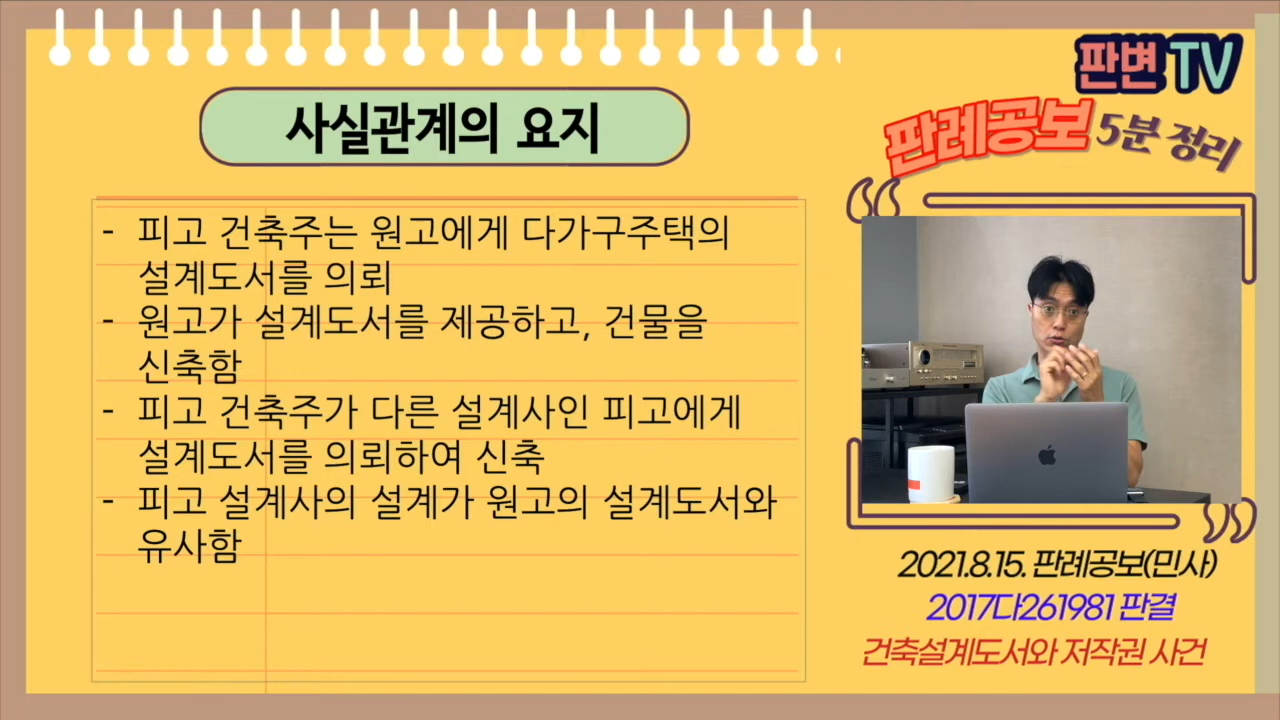 판변TV
판례공보 5분 정리
사실관계의 요지
- 피고 건축주는 원고에게 다가구주택의
설계도서를 의뢰
- 원고가 설계도서를 제공하고, 건물을
신축함
- 피고 건축주가 다른 설계사인 피고에게
설계도서를 의뢰하여 신축
- 피고 설계사의 설계가 원고의 설계도서와
유사함
2021.8.15. 판례공보(민사)
2017다261981 판결
건축설계도서와 저작권 사건